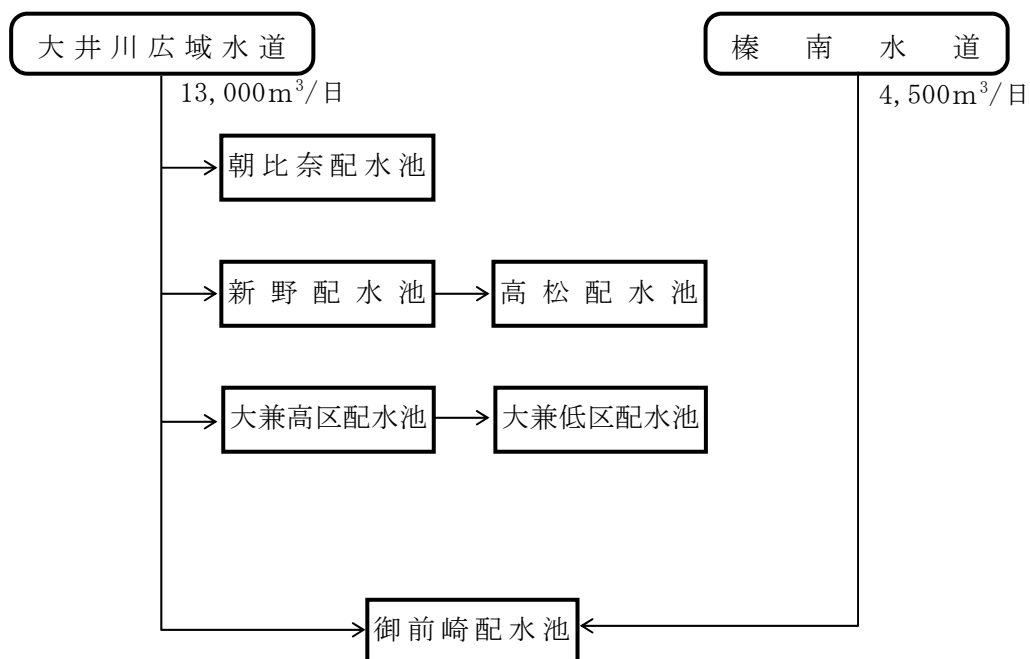 大井川広域水道
榛南水道
13,000m³/日
4,500m³/日
朝比奈配水池
新野配水池
高松配水池
大兼高区配水池
大兼低区配水池
御前崎配水池